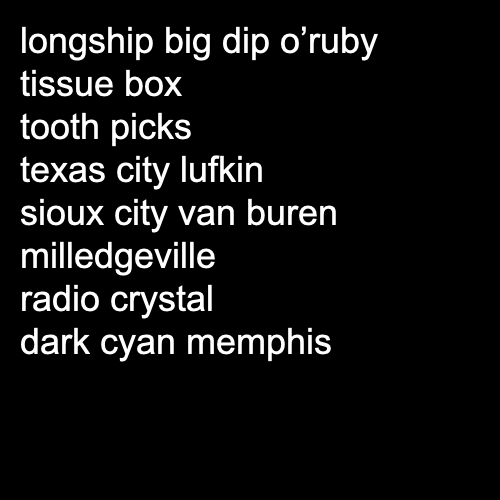 longship big dip o’ruby
tissue box
tooth picks
texas city lufkin
sioux city van buren
milledgeville
radio crystal
dark cyan memphis